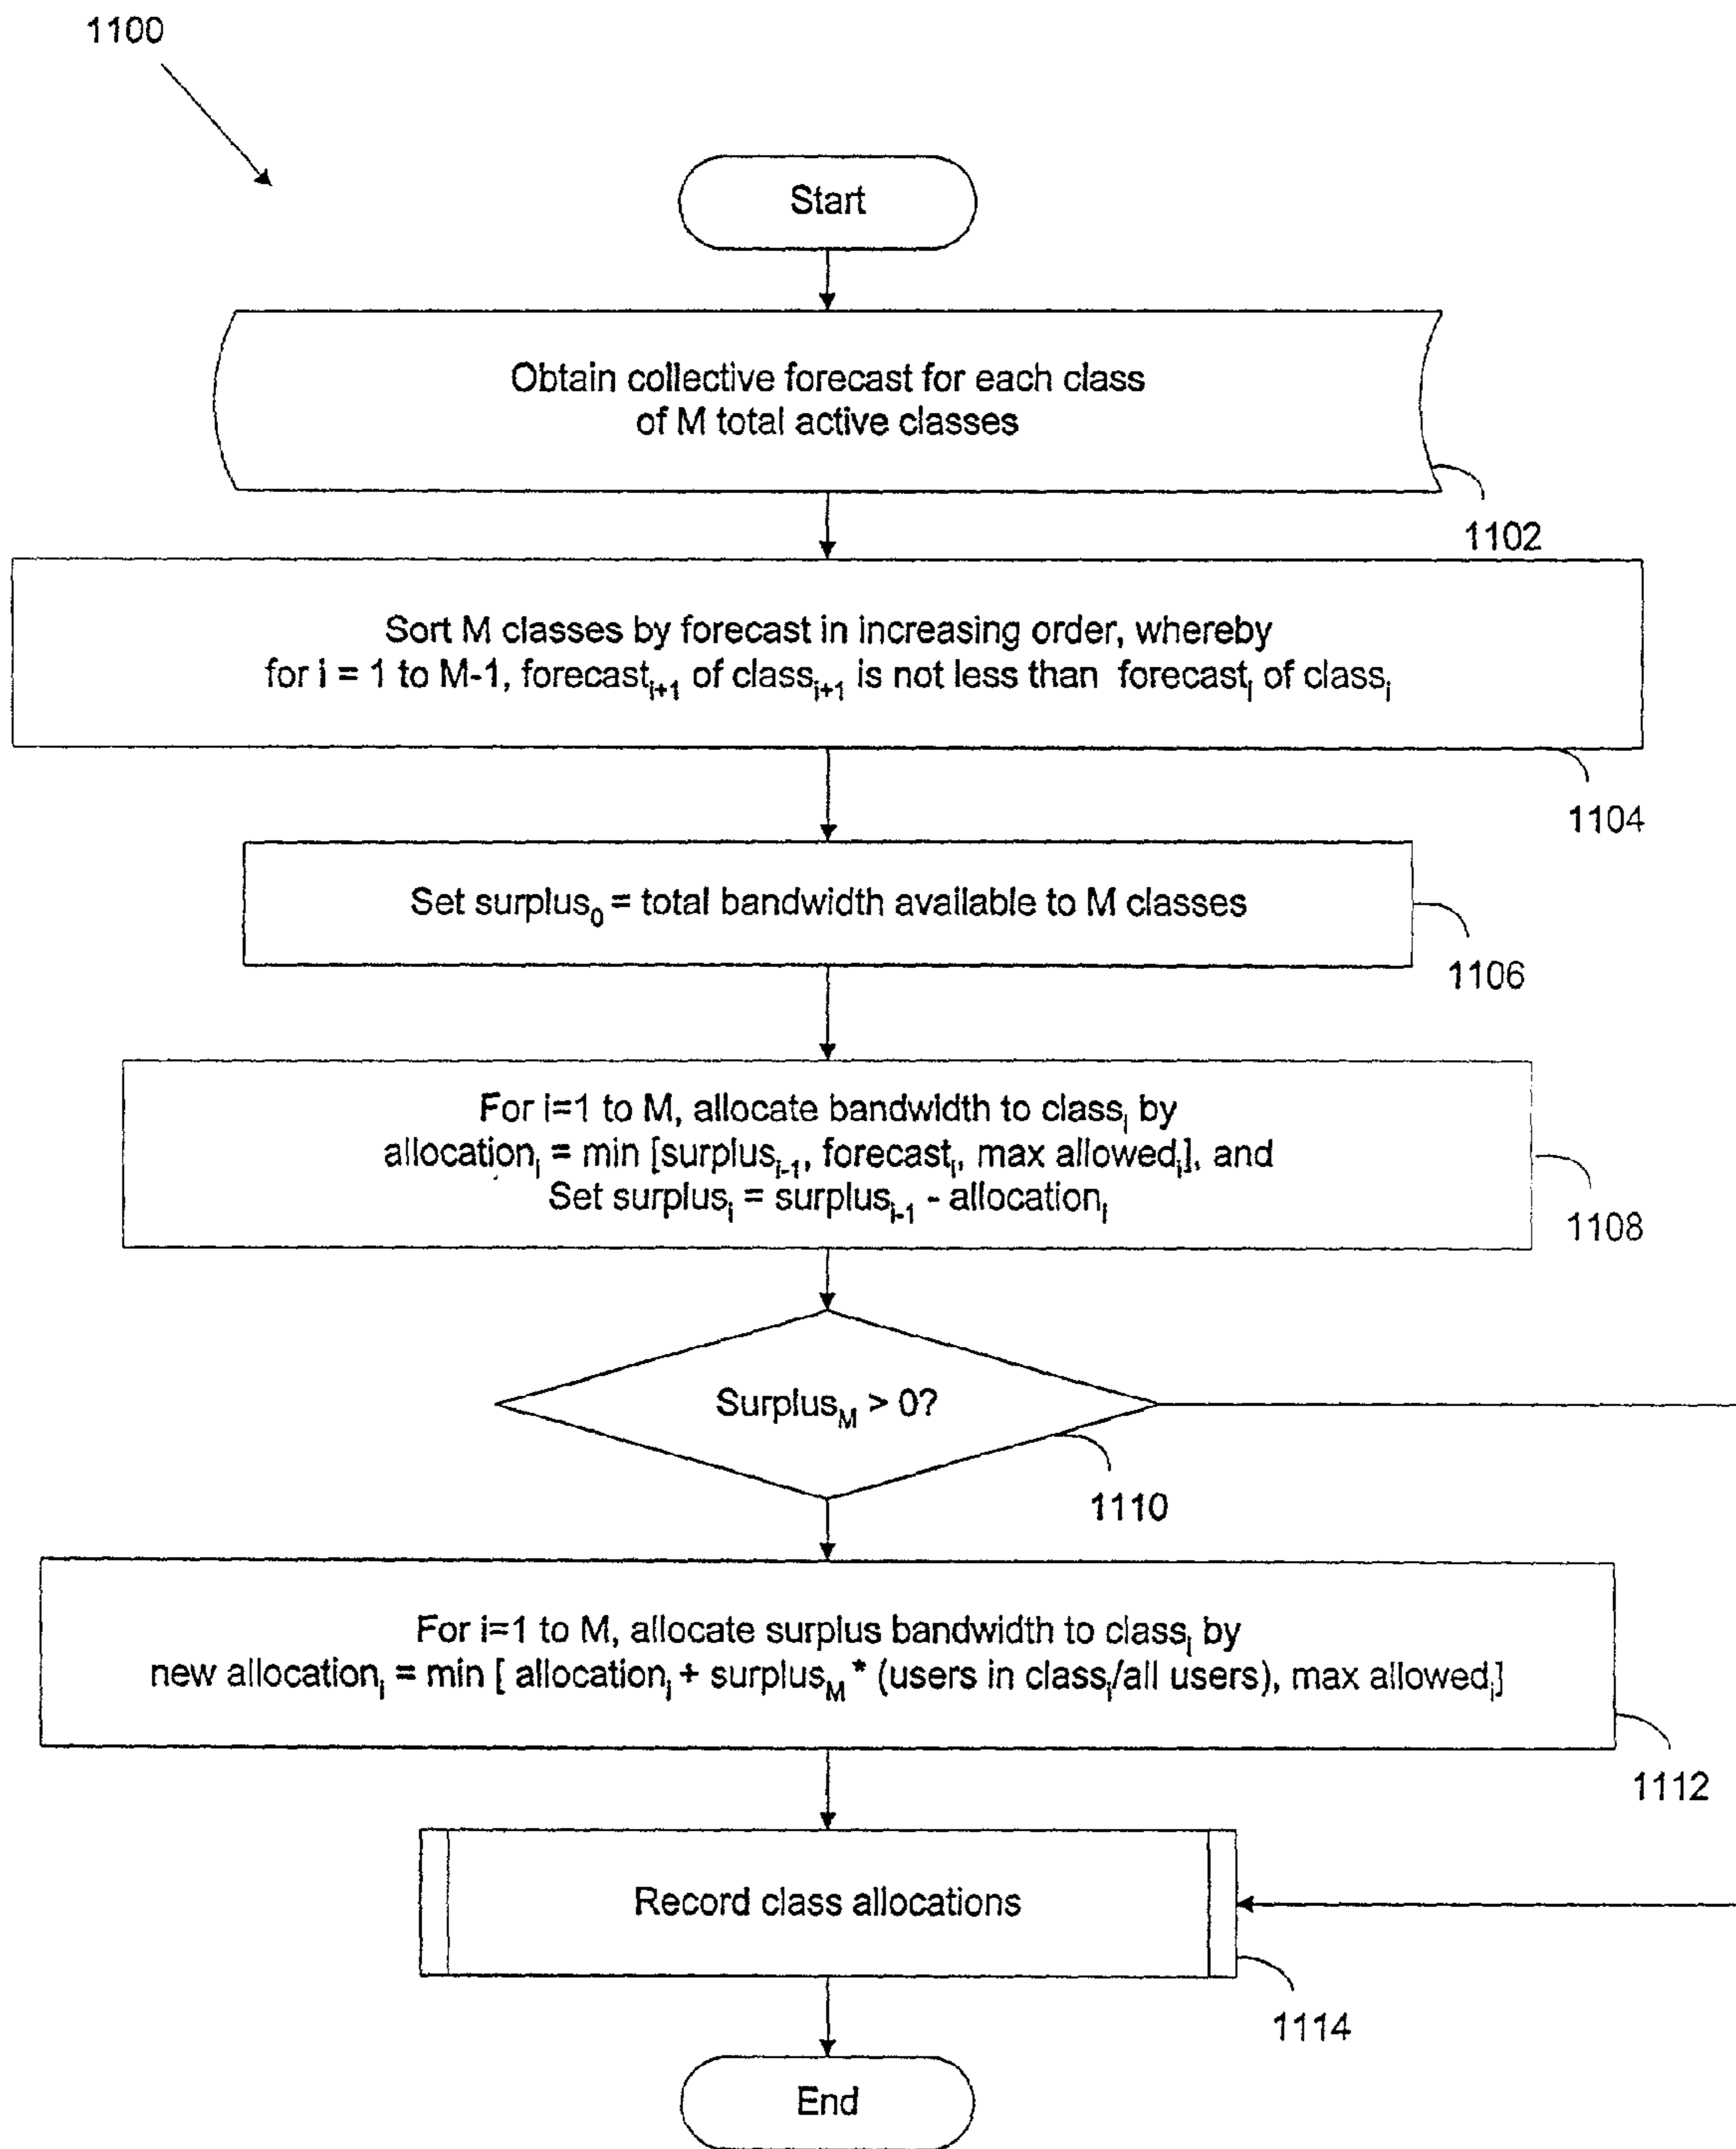 1100
Start
Obtain collective forecast for each class
of M total active classes
1102
Sort M classes by forecast in increasing order, whereby
for i = 1 to M-1, forecastᵢ₊₁ of classᵢ₊₁ is not less than forecastᵢ of classᵢ
1104
Set surplus₀ = total bandwidth available to M classes
1106
For i=1 to M, allocate bandwidth to classᵢ by
allocationᵢ = min [surplusᵢ₋₁, forecastᵢ, max allowedᵢ], and
Set surplusᵢ = surplusᵢ₋₁ - allocationᵢ
1108
Surplus_M > 0?
1110
For i=1 to M, allocate surplus bandwidth to classᵢ by
new allocationᵢ = min [ allocationᵢ + surplus_M * (users in classᵢ/all users), max allowedᵢ]
1112
Record class allocations
1114
End